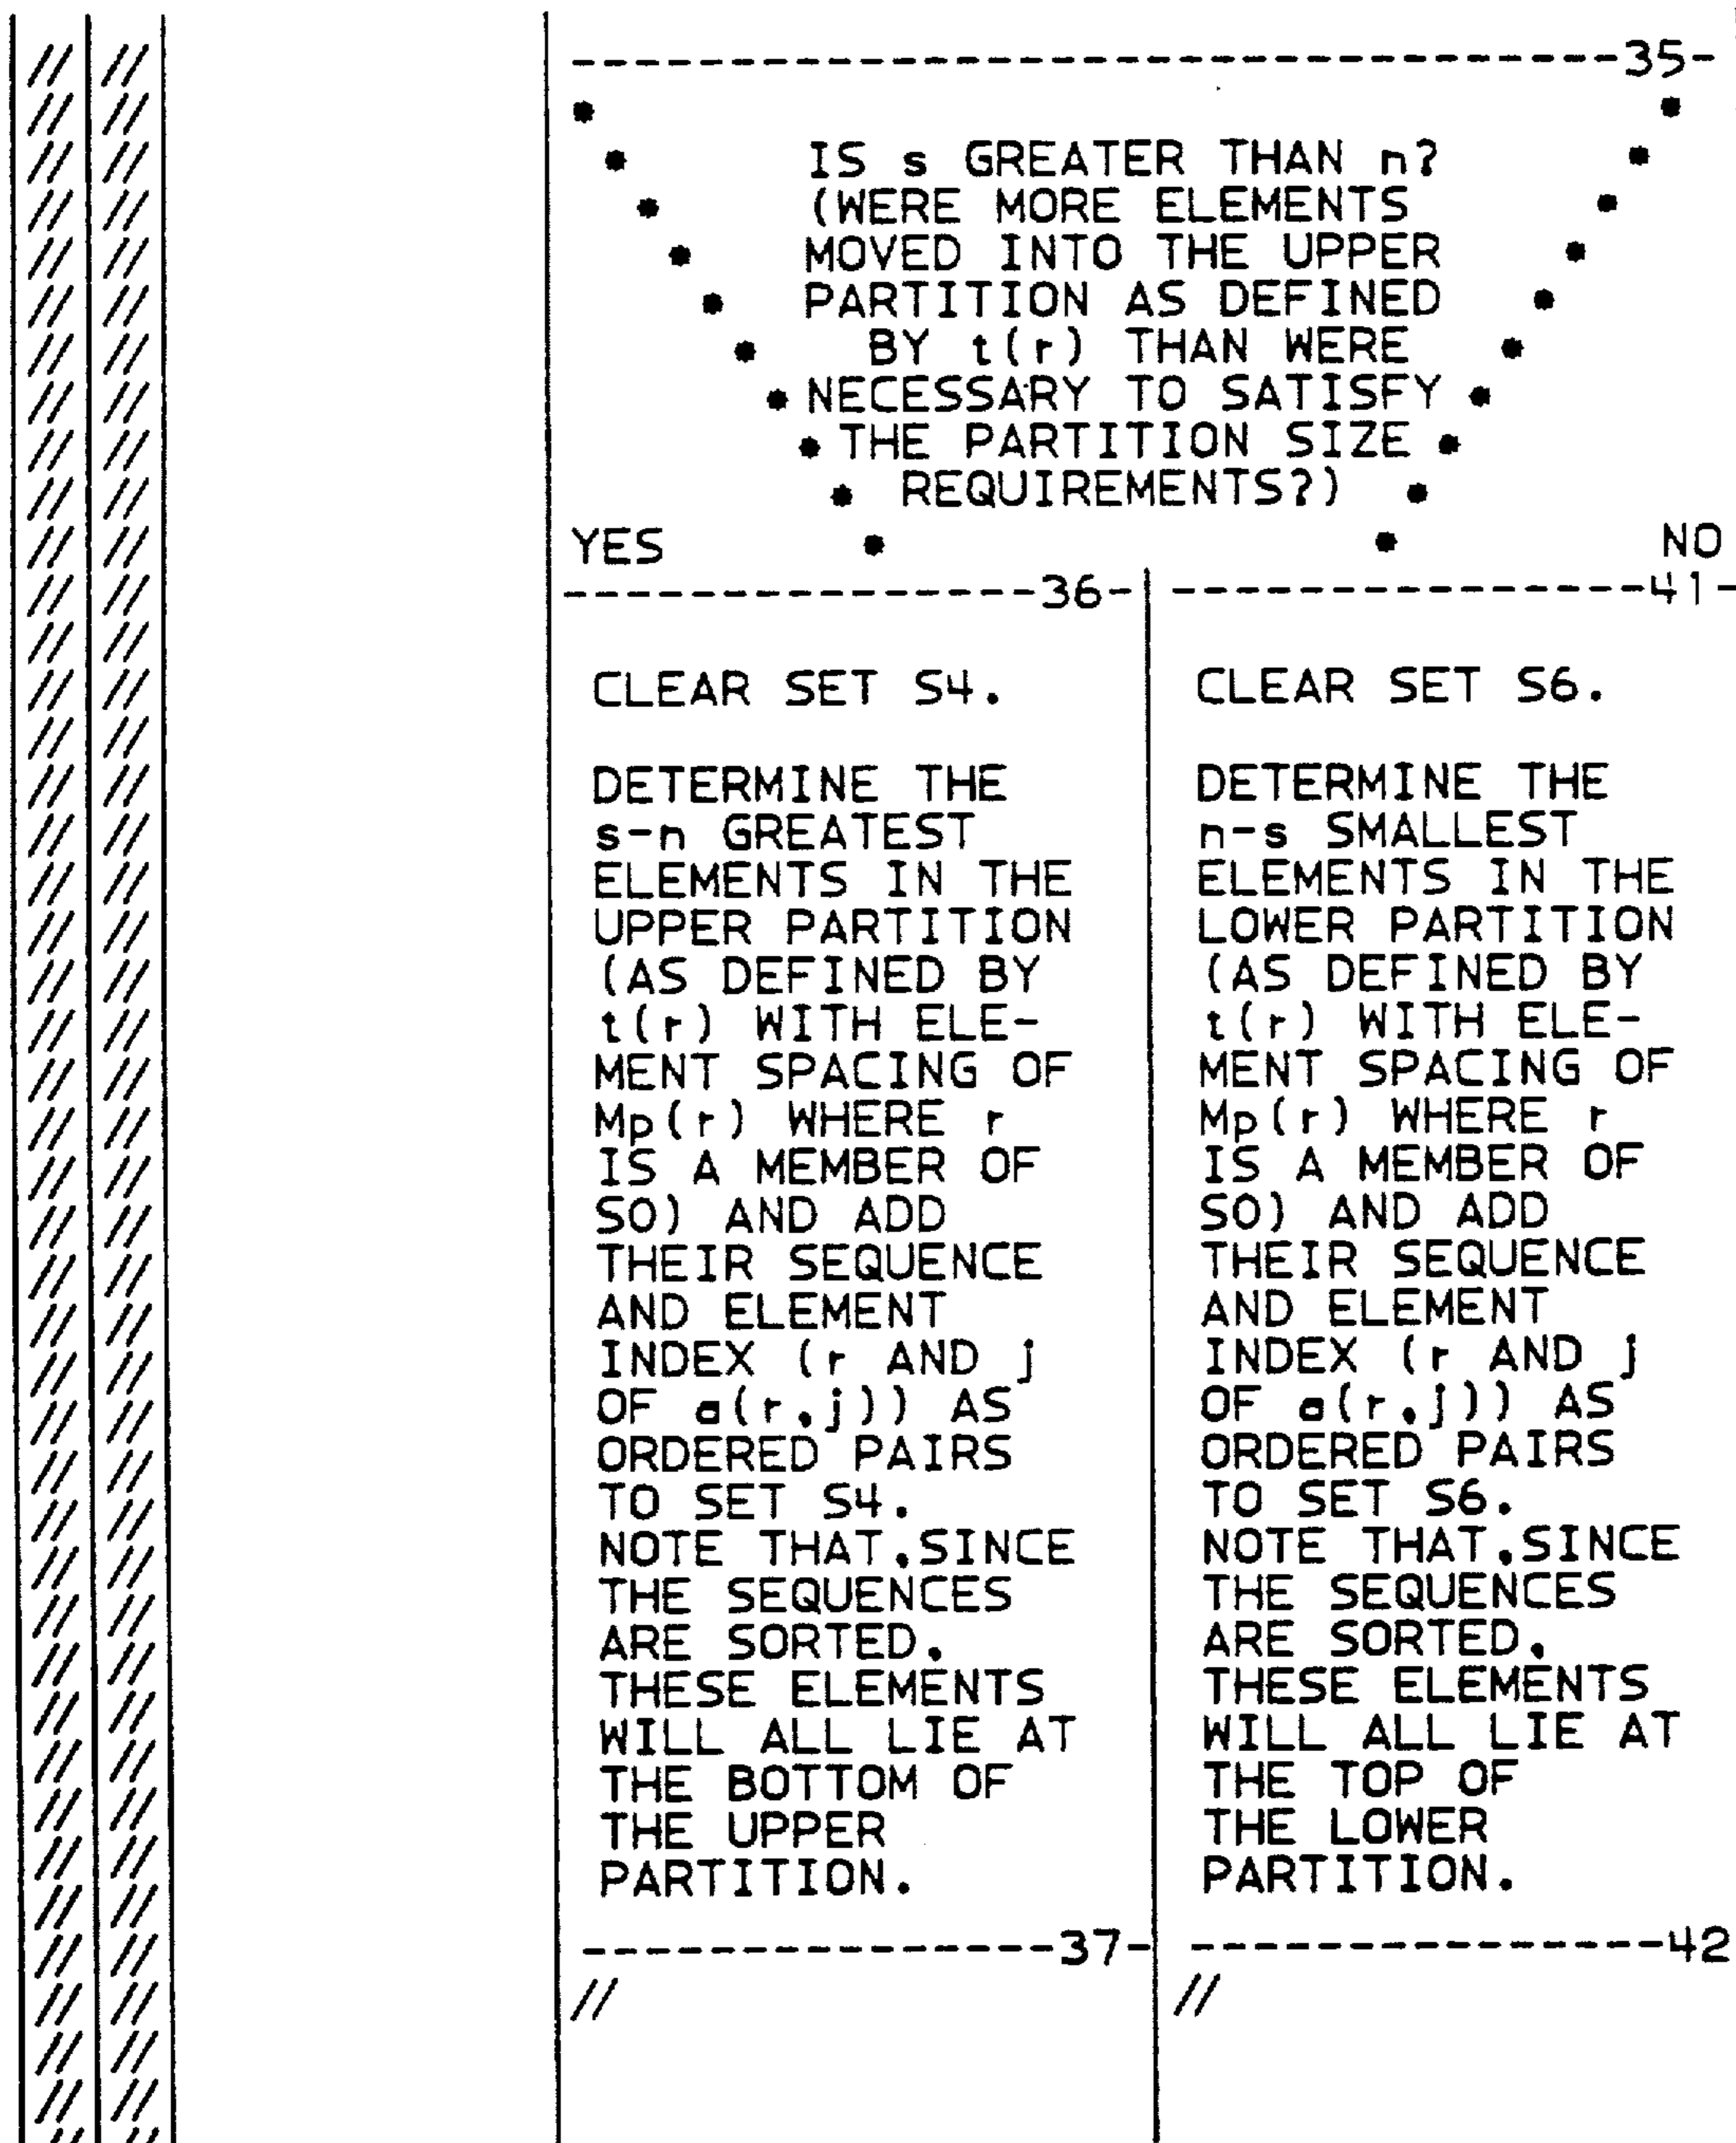 -----------------------------------35-
IS s GREATER THAN n?
(WERE MORE ELEMENTS
MOVED INTO THE UPPER
PARTITION AS DEFINED
BY t(r) THAN WERE
NECESSARY TO SATISFY
THE PARTITION SIZE
REQUIREMENTS?)
YES NO
----------------36-
CLEAR SET S4.
DETERMINE THE
s-n GREATEST
ELEMENTS IN THE
UPPER PARTITION
(AS DEFINED BY
t(r) WITH ELE-
MENT SPACING OF
Mp(r) WHERE r
IS A MEMBER OF
SO) AND ADD
THEIR SEQUENCE
AND ELEMENT
INDEX (r AND j
OF a(r,j)) AS
ORDERED PAIRS
TO SET S4.
NOTE THAT,SINCE
THE SEQUENCES
ARE SORTED,
THESE ELEMENTS
WILL ALL LIE AT
THE BOTTOM OF
THE UPPER
PARTITION.
----------------37-
//
----------------41-
CLEAR SET S6.
DETERMINE THE
n-s SMALLEST
ELEMENTS IN THE
LOWER PARTITION
(AS DEFINED BY
t(r) WITH ELE-
MENT SPACING OF
Mp(r) WHERE r
IS A MEMBER OF
SO) AND ADD
THEIR SEQUENCE
AND ELEMENT
INDEX (r AND j
OF a(r,j)) AS
ORDERED PAIRS
TO SET S6.
NOTE THAT,SINCE
THE SEQUENCES
ARE SORTED,
THESE ELEMENTS
WILL ALL LIE AT
THE TOP OF
THE LOWER
PARTITION.
----------------42
//